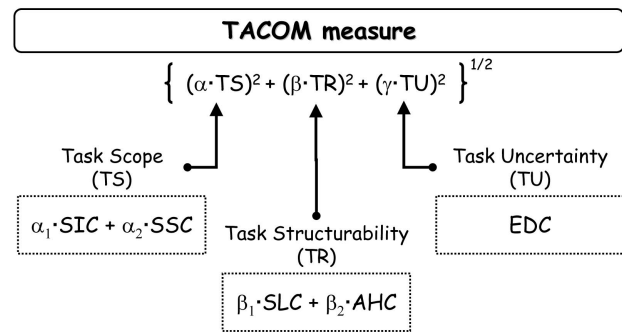 TACOM measure
{ (α·TS)² + (β·TR)² + (γ·TU)² }^1/2
Task Scope
(TS)
α₁·SIC + α₂·SSC
Task Structurability
(TR)
β₁·SLC + β₂·AHC
Task Uncertainty
(TU)
EDC